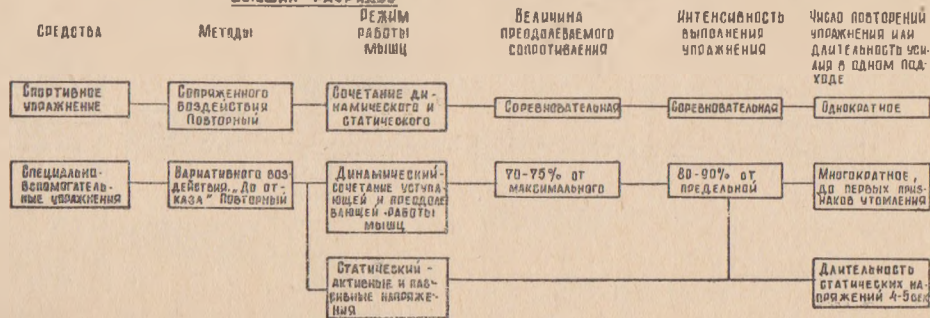 ВЫСШИХ РАЗРЯДОВ
СРЕДСТВА
МЕТОДЫ
РЕЖИМ
РАБОТЫ
МЫШЦ
ВЕЛИЧИНА
ПРЕОДОЛЕВАЕМОГО
СОПРОТИВЛЕНИЯ
ИНТЕНСИВНОСТЬ
ВЫПОЛНЕНИЯ
УПРАЖНЕНИЯ
ЧИСЛО ПОВТОРЕНИЙ
УПРАЖНЕНИЯ ИЛИ
ДЛИТЕЛЬНОСТЬ УСИ-
ЛИЯ В ОДНОМ ПОД-
ХОДЕ
СПОРТИВНОЕ
УПРАЖНЕНИЕ
СОПРЯЖЕННОГО
ВОЗДЕЙСТВИЯ
ПОВТОРНЫЙ
СОЧЕТАНИЕ ДИ-
НАМИЧЕСКОГО И
СТАТИЧЕСКОГО
СОРЕВНОВАТЕЛЬНАЯ
СОРЕВНОВАТЕЛЬНАЯ
ОДНОКРАТНОЕ
СПЕЦИАЛЬНО-
ВСПОМОГАТЕЛЬ-
НЫЕ УПРАЖНЕНИЯ
ВАРИАТИВНОГО ВОЗ-
ДЕЙСТВИЯ „ДО ОТ-
КАЗА" ПОВТОРНЫЙ
ДИНАМИЧЕСКИЙ-
СОЧЕТАНИЕ УСТУПА-
ЮЩЕЙ И ПРЕОДОЛЕ
ВАЮЩЕЙ РАБОТЫ
МЫШЦ
70-75% ОТ
МАКСИМАЛЬНОГО
80-90% ОТ
ПРЕДЕЛЬНОЙ
МНОГОКРАТНОЕ,
ДО ПЕРВЫХ ПРИЗ-
НАКОВ УТОМЛЕНИЯ
СТАТИЧЕСКИЙ -
АКТИВНЫЕ И ПАС-
СИВНЫЕ НАПРЯЖЕ-
НИЯ
ДЛИТЕЛЬНОСТЬ
СТАТИЧЕСКИХ НА-
ПРЯЖЕНИЙ 4-5 СЕК